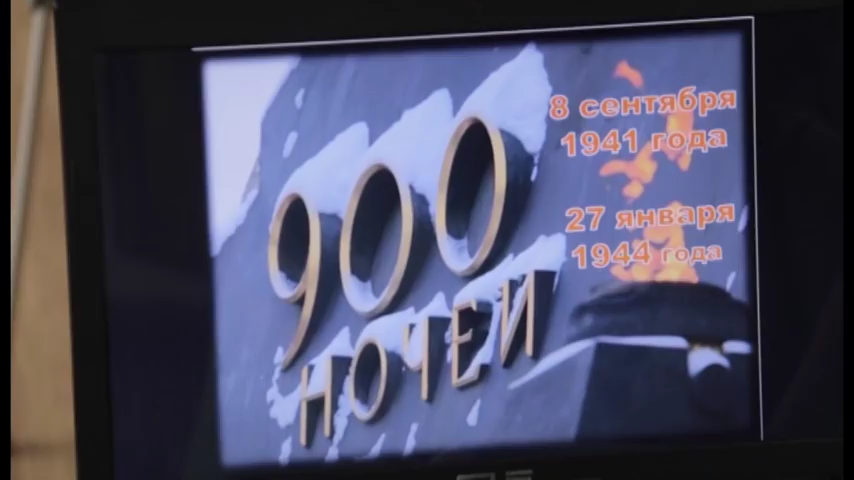 900
НОЧЕЙ
8 сентября
1941 года
27 января
1944 года